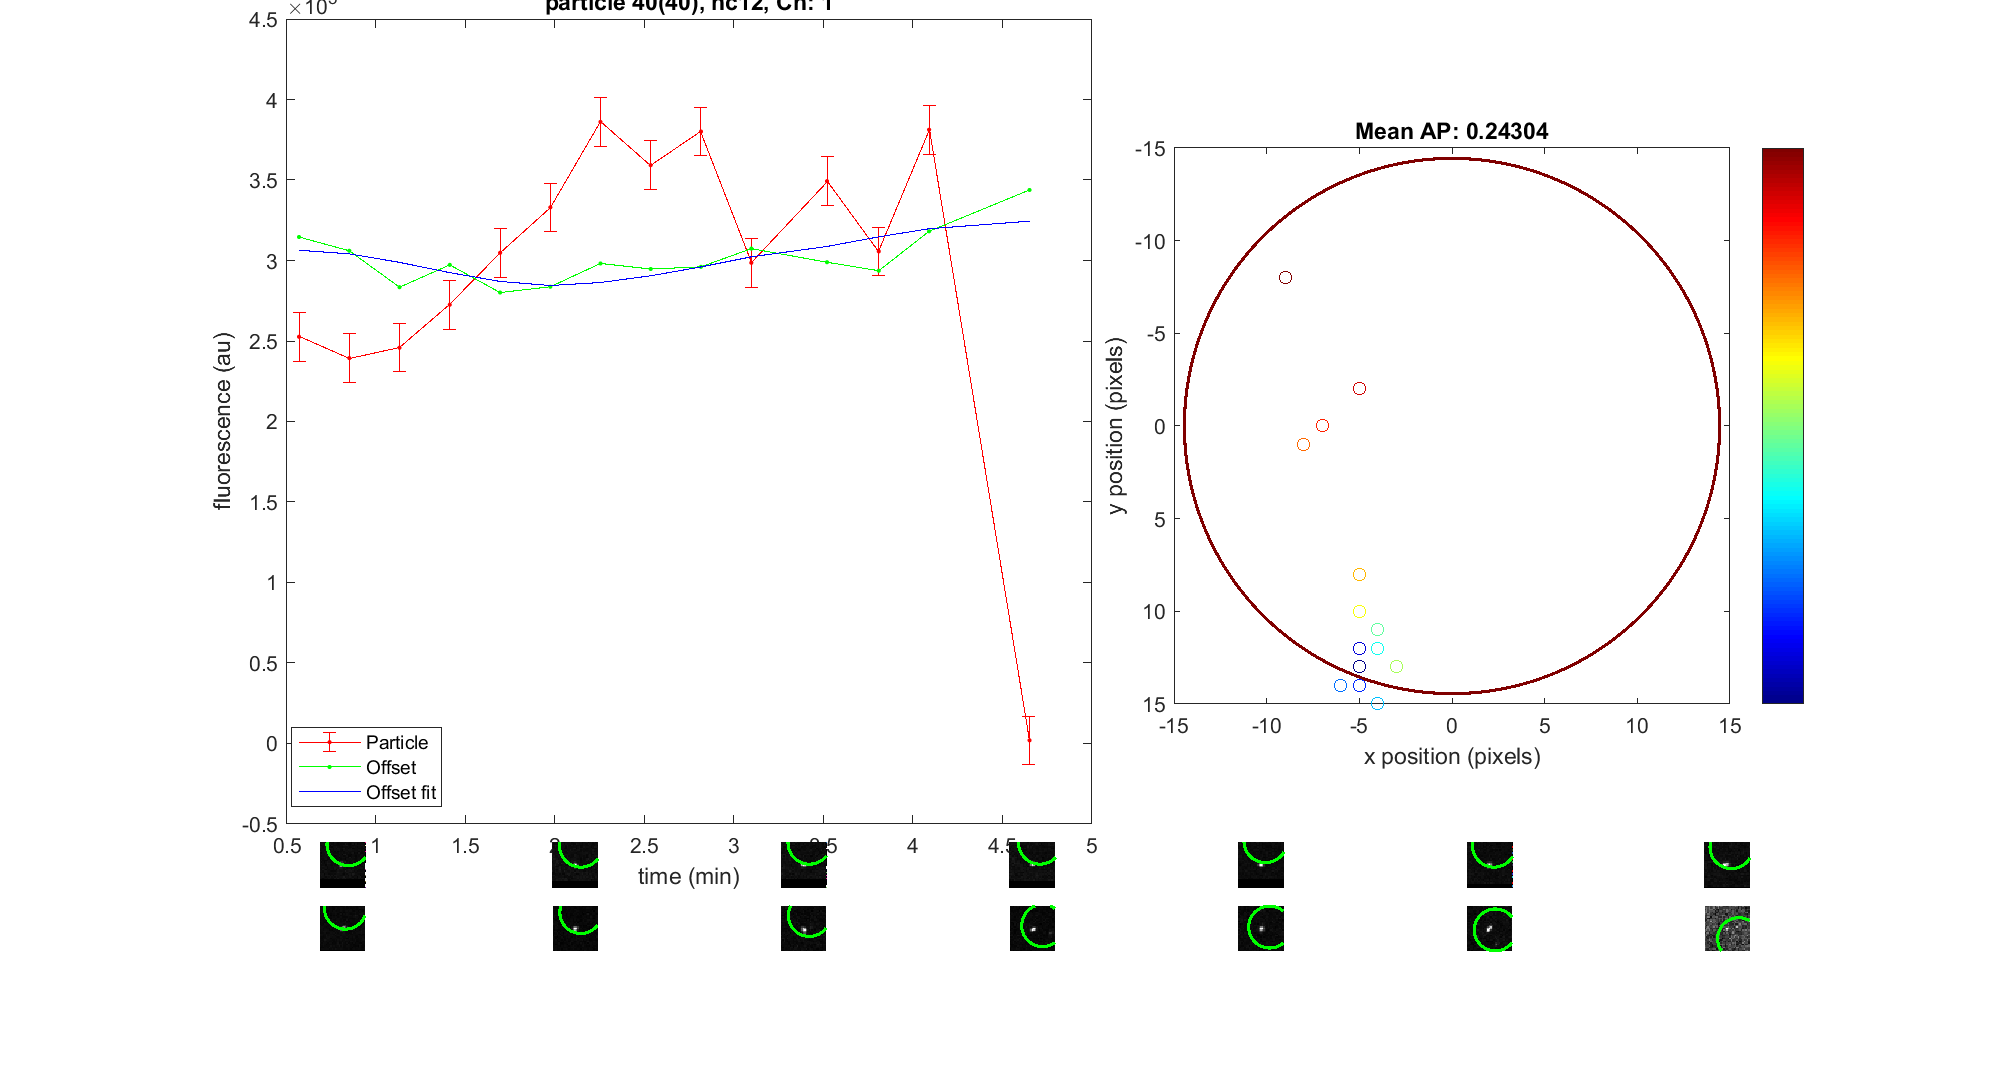 particle 40(40), nc12, Ch: 1
4.5
4
3.5
3
2.5
2
1.5
1
0.5
0
-0.5
fluorescence (au)
Particle
Offset
Offset fit
0.5 1 1.5 2 2.5 3 3.5 4 4.5 5
time (min)
Mean AP: 0.24304
-15
-10
-5
0
5
10
15
y position (pixels)
-15 -10 -5 0 5 10 15
x position (pixels)